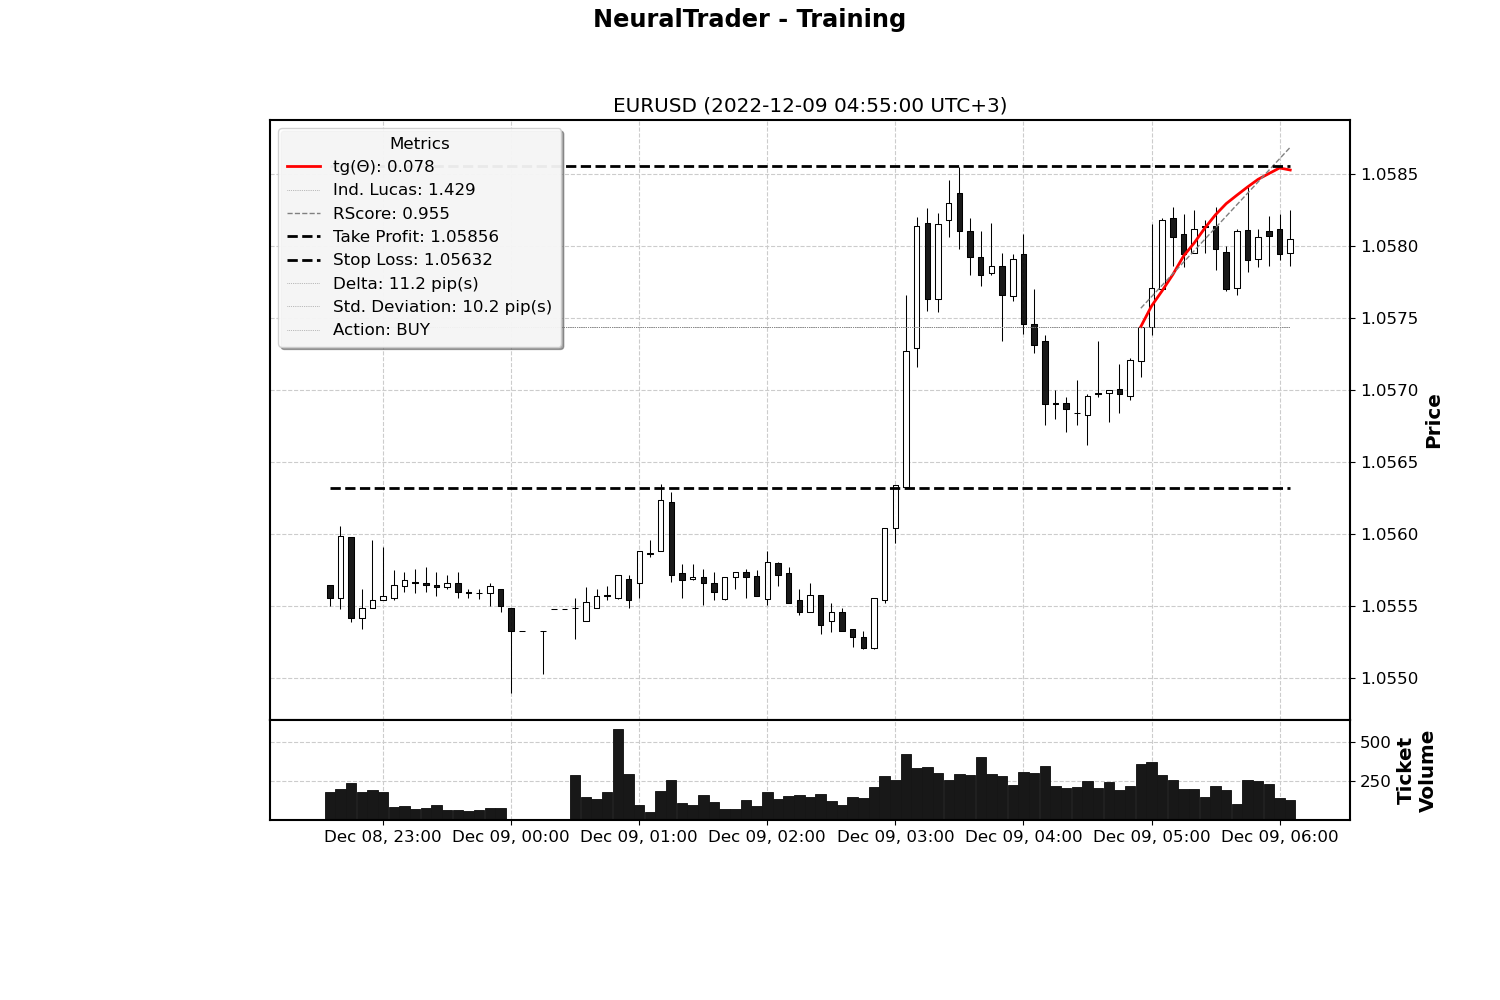 NeuralTrader - Training
EURUSD (2022-12-09 04:55:00 UTC+3)
Metrics
tg(Θ): 0.078
Ind. Lucas: 1.429
RScore: 0.955
Take Profit: 1.05856
Stop Loss: 1.05632
Delta: 11.2 pip(s)
Std. Deviation: 10.2 pip(s)
Action: BUY
1.0585
1.0580
1.0575
1.0570
1.0565
1.0560
1.0555
1.0550
Price
500
250
Ticket
Volume
Dec 08, 23:00 Dec 09, 00:00 Dec 09, 01:00 Dec 09, 02:00 Dec 09, 03:00 Dec 09, 04:00 Dec 09, 05:00 Dec 09, 06:00